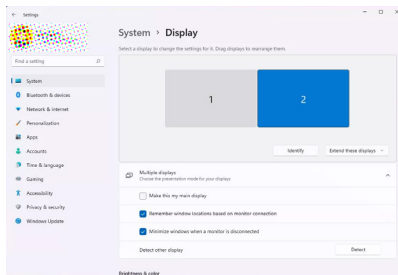 Settings
System > Display
Select a display to change the settings for it. Drag displays to rearrange them.
Find a setting
System
Bluetooth & devices
Network & internet
Personalization
Apps
Accounts
Time & language
Gaming
Accessibility
Privacy & security
Windows Update
1
2
Identify
Extend these displays
Multiple displays
Choose the presentation mode for your displays
Make this my main display
Remember window locations based on monitor connection
Minimize windows when a monitor is disconnected
Detect other display
Detect
Brightness & color